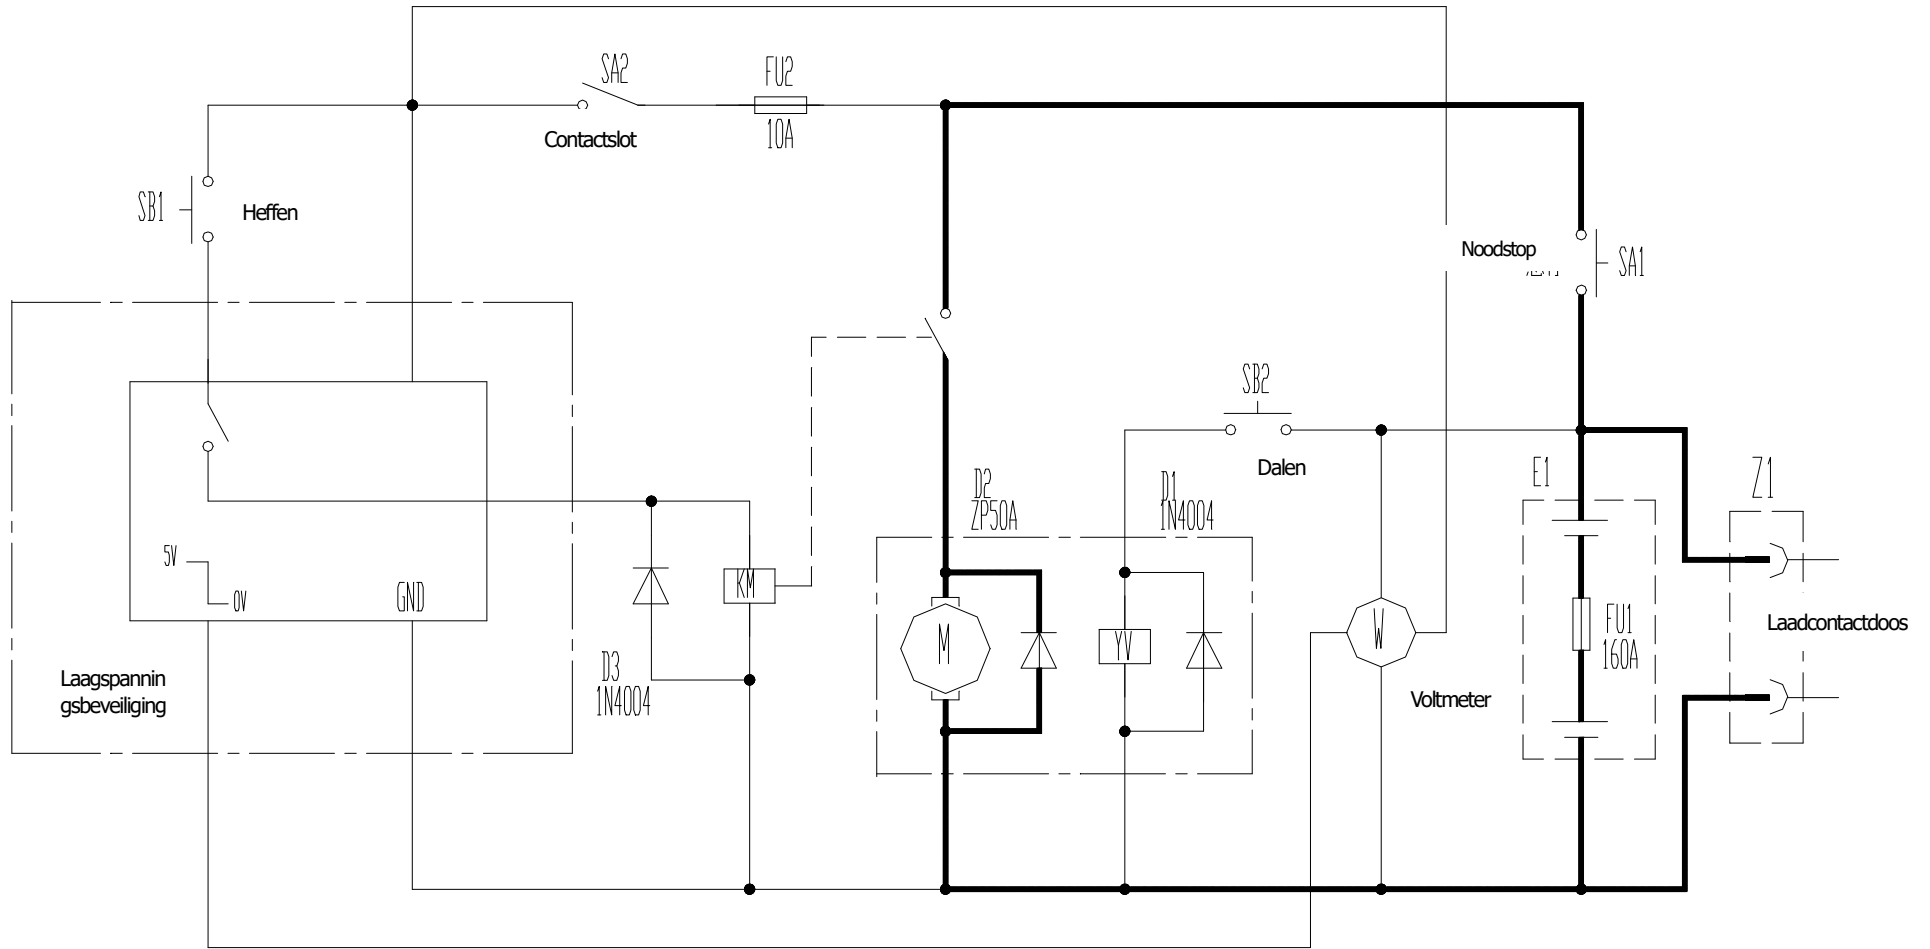 SA2
FU2
10A
Contactslot
SB1
Heffen
Noodstop
SA1
SB2
Dalen
D2
ZP50A
D1
1N4004
E1
Z1
5V
0V
GND
KM
M
YV
W
FU1
160A
Laadcontactdoos
Laagspannin
gsbeveiliging
D3
1N4004
Voltmeter